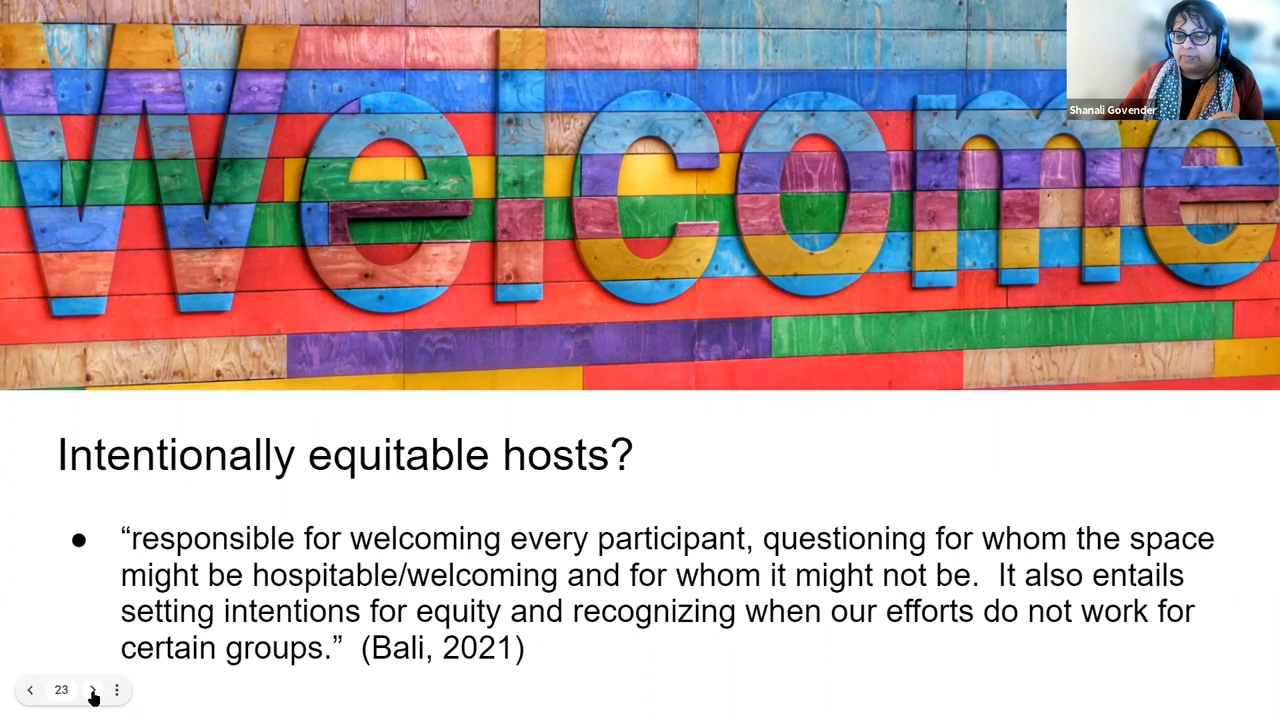 Welcome
Shanali Govender
Intentionally equitable hosts?
● “responsible for welcoming every participant, questioning for whom the space
might be hospitable/welcoming and for whom it might not be.  It also entails
setting intentions for equity and recognizing when our efforts do not work for
certain groups.”  (Bali, 2021)
23